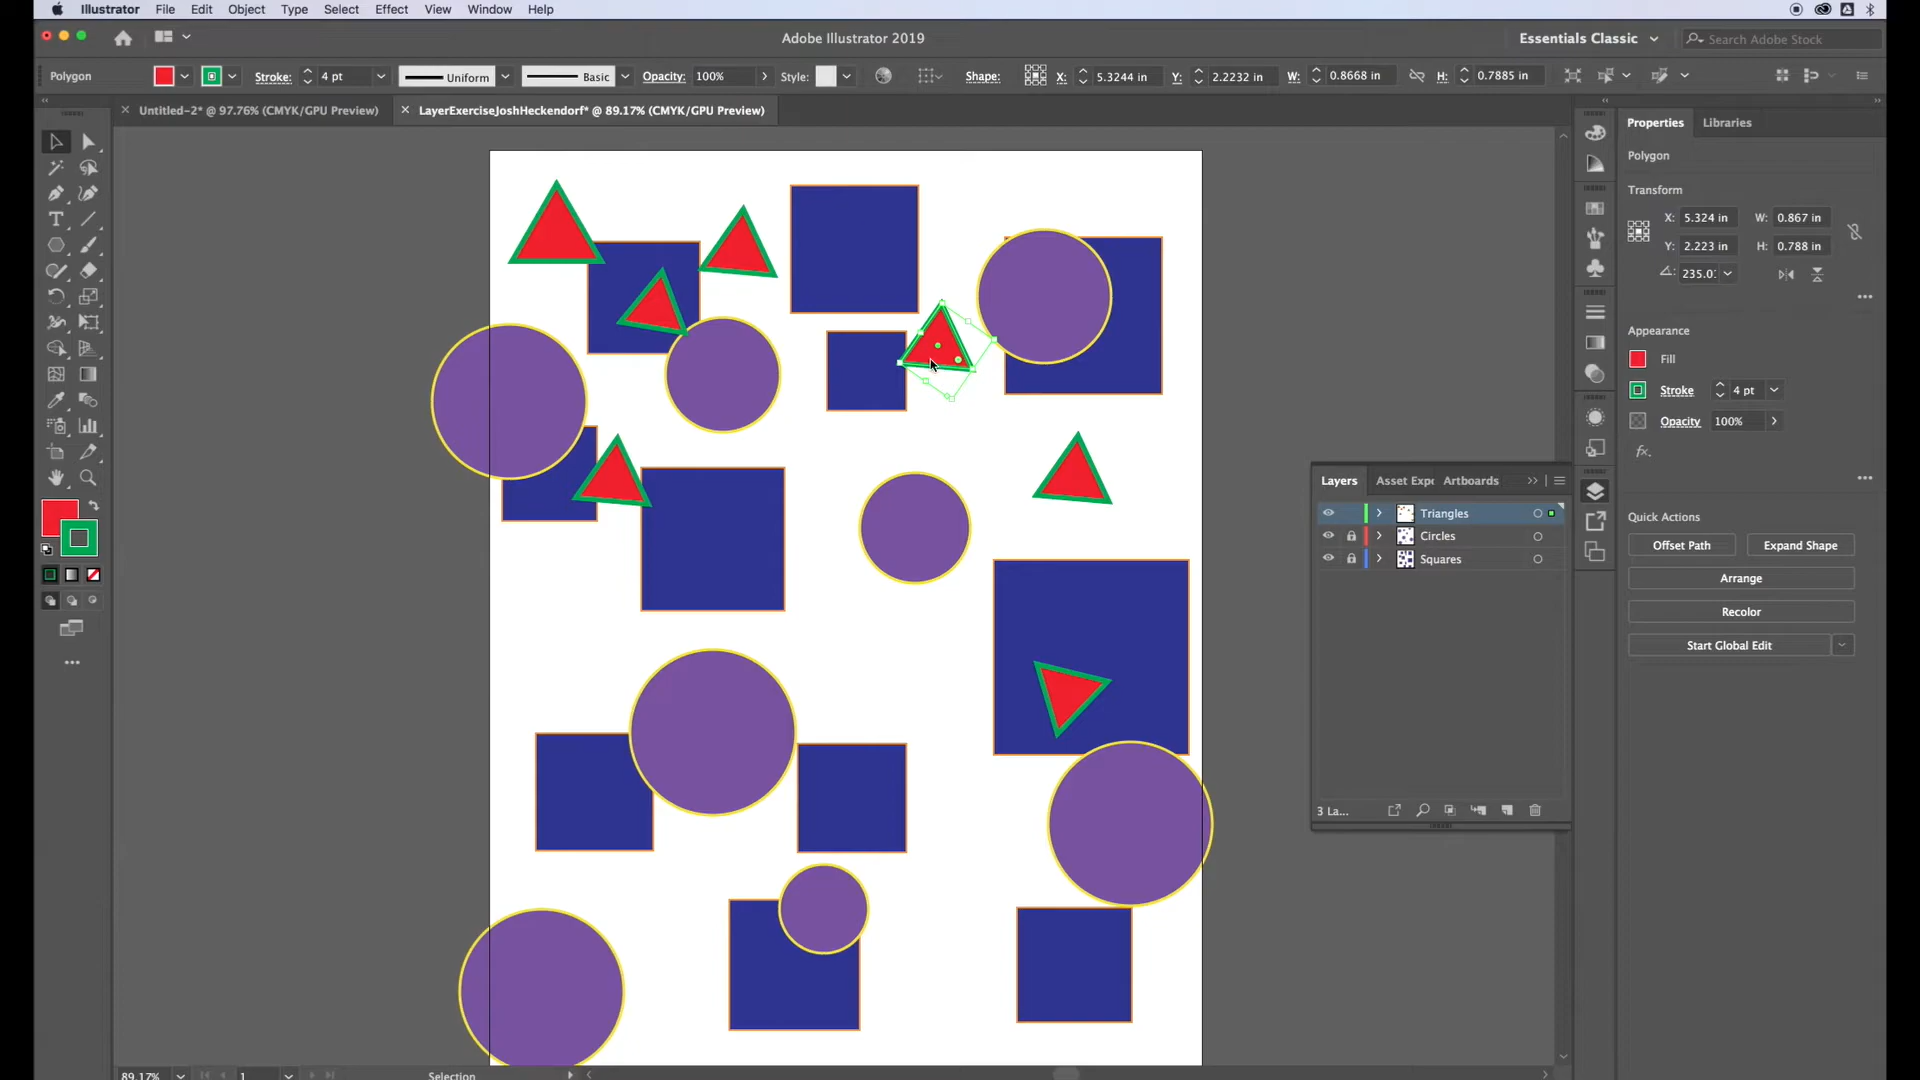 Illustrator File Edit Object Type Select Effect View Window Help
Adobe Illustrator 2019
Essentials Classic
Search Adobe Stock
Polygon
Stroke: 4 pt
Uniform
Basic
Opacity: 100%
Style:
Shape:
X: 5.3244 in
Y: 2.2232 in
W: 0.8668 in
H: 0.7885 in
Untitled-2* @ 97.76% (CMYK/GPU Preview)
LayerExerciseJoshHeckendorf* @ 89.17% (CMYK/GPU Preview)
Properties Libraries
Polygon
Transform
X: 5.324 in W: 0.867 in
Y: 2.223 in H: 0.788 in
235.0
Appearance
Fill
Stroke 4 pt
Opacity 100%
fx.
Quick Actions
Offset Path Expand Shape
Arrange
Recolor
Start Global Edit
Layers Asset Expo Artboards
Triangles
Circles
Squares
3 La...
89.17% 1 Selection